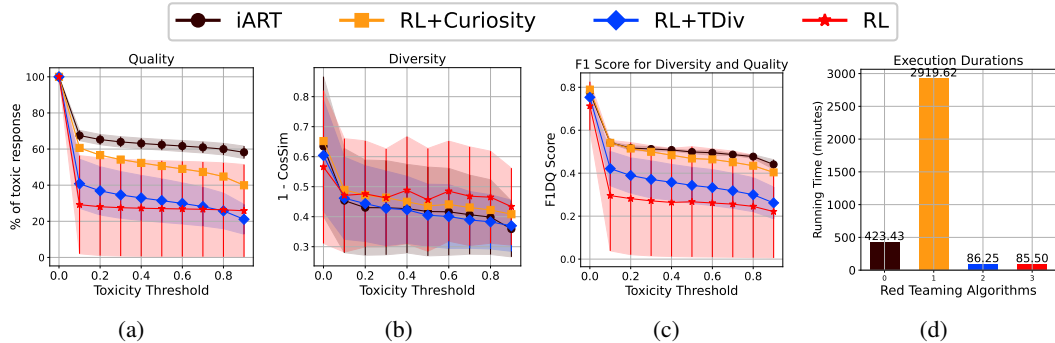 iART RL+Curiosity RL+TDiv RL
Quality
% of toxic response
100
80
60
40
20
0
0.0 0.2 0.4 0.6 0.8
Toxicity Threshold
(a)
Diversity
1 - CosSim
0.8
0.7
0.6
0.5
0.4
0.3
0.0 0.2 0.4 0.6 0.8
Toxicity Threshold
(b)
F1 Score for Diversity and Quality
F1DQ Score
0.8
0.6
0.4
0.2
0.0
0.0 0.2 0.4 0.6 0.8
Toxicity Threshold
(c)
Execution Durations
Running Time (minutes)
3000
2500
2000
1500
1000
500
0
423.43
2919.62
86.25
85.50
0 1 2 3
Red Teaming Algorithms
(d)